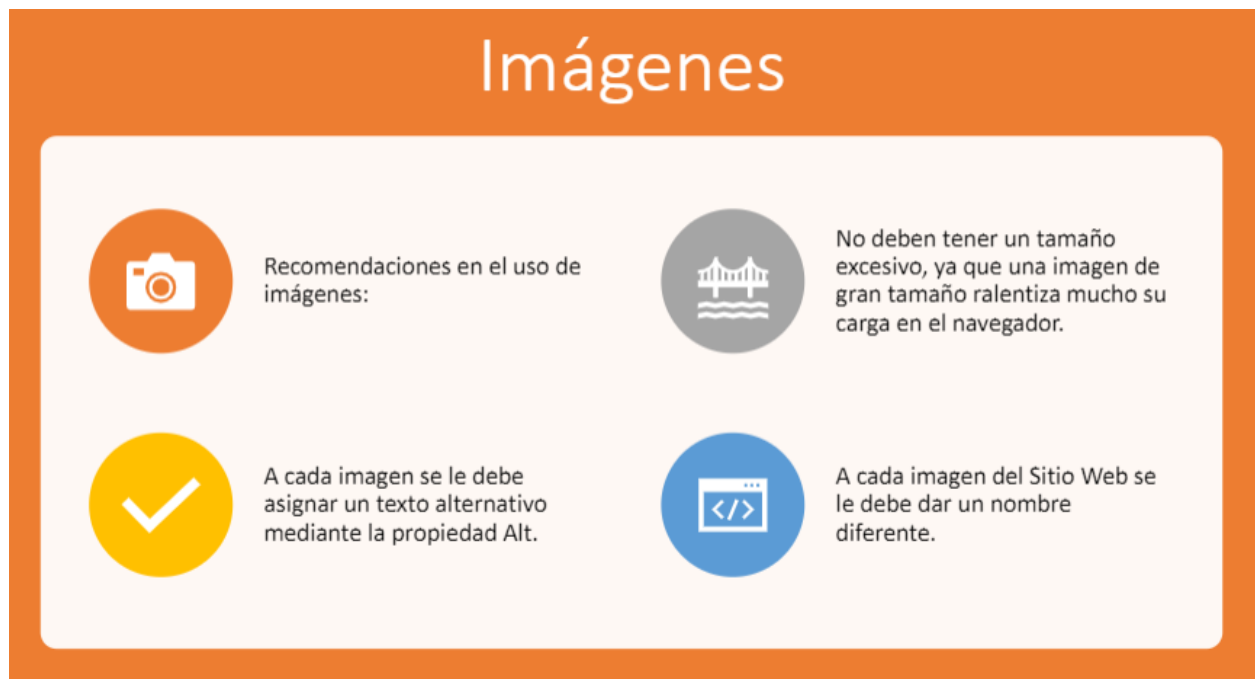 Imágenes
Recomendaciones en el uso de
imágenes:
No deben tener un tamaño
excesivo, ya que una imagen de
gran tamaño ralentiza mucho su
carga en el navegador.
A cada imagen se le debe
asignar un texto alternativo
mediante la propiedad Alt.
A cada imagen del Sitio Web se
le debe dar un nombre
diferente.